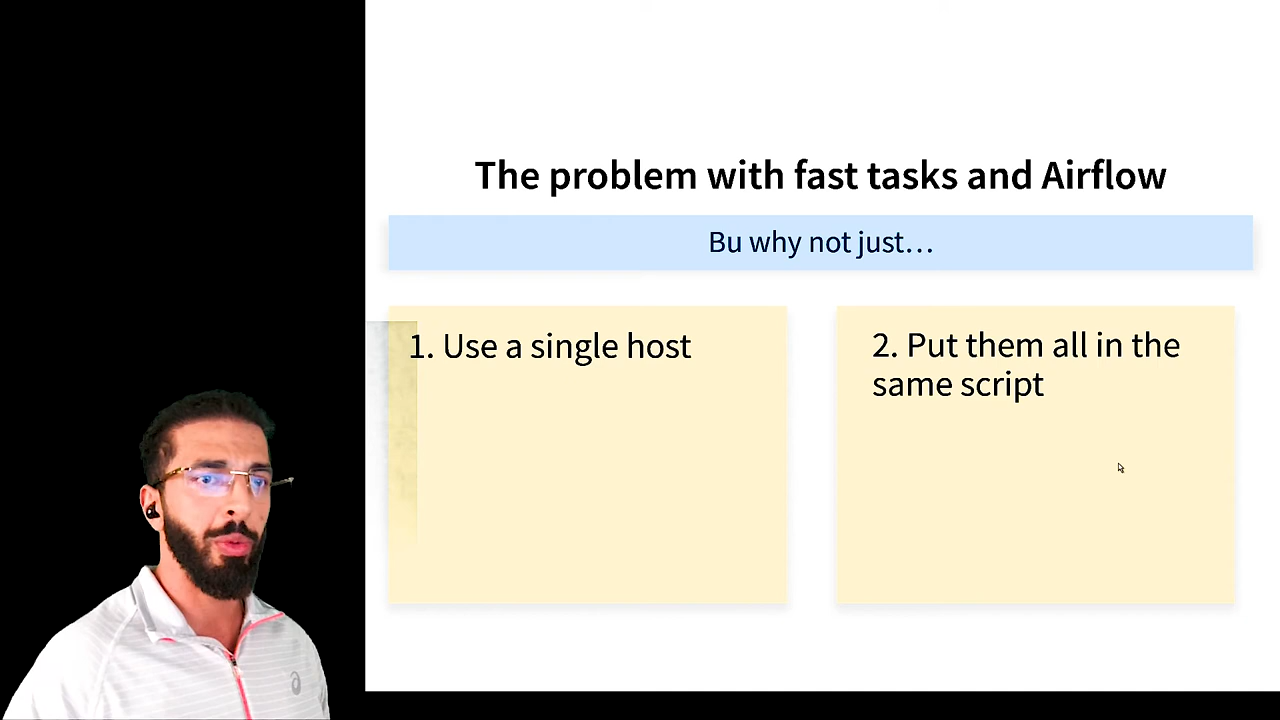 The problem with fast tasks and Airflow
Bu why not just…
1. Use a single host
2. Put them all in the
same script